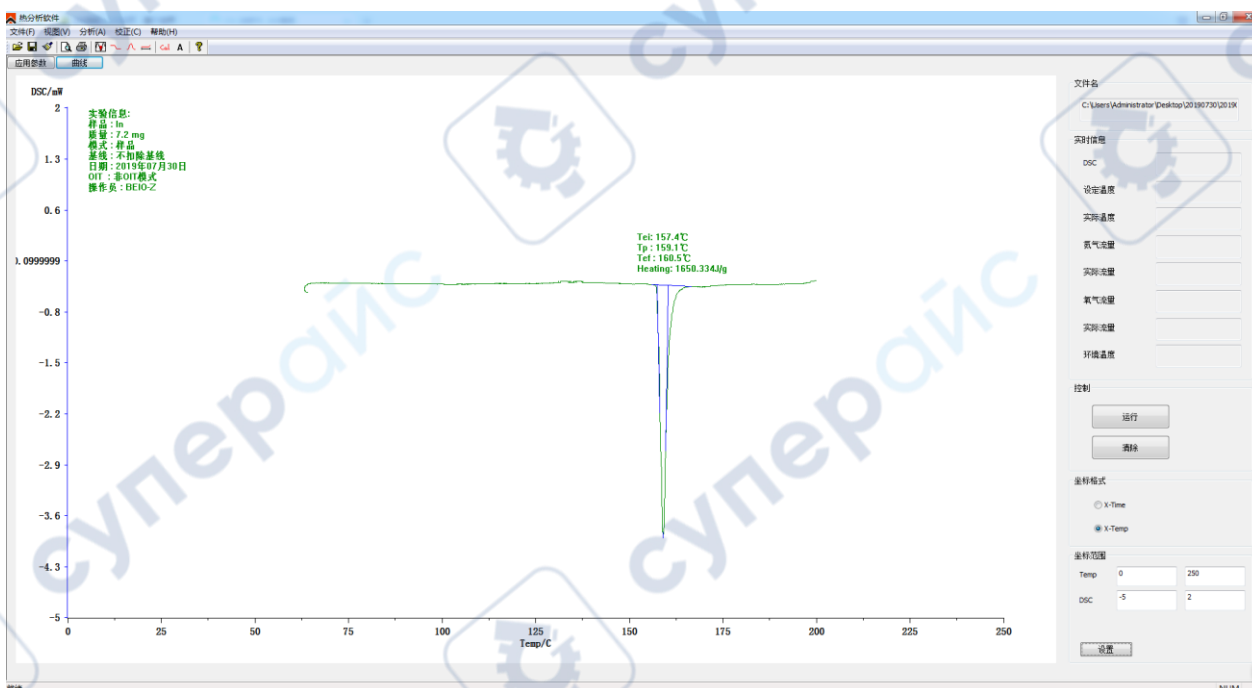 热分析软件
文件(F) 视图(V) 分析(A) 校正(C) 帮助(H)
Cal A ?
应用参数 曲线
DSC/mW
实验信息:
样品 : In
质量 : 7.2 mg
模式 : 样品
基线 : 不扣除基线
日期 : 2019年07月30日
OIT : 非OIT模式
操作员 : BEIO-Z
2
1.3
0.6
).0999999
-0.8
-1.5
-2.2
-2.9
-3.6
-4.3
-5
Tei: 157.4℃
Tp : 159.1℃
Tef : 160.5℃
Heating: 1650.334J/g
0 25 50 75 100 125 150 175 200 225 250
Temp/C
文件名
C:\Users\Administrator\Desktop\20190730\2019
实时信息
DSC
设定温度
实际温度
氮气流量
实际流量
氧气流量
实际流量
环境温度
控制
运行
清除
坐标格式
X-Time
X-Temp
坐标范围
Temp 0 250
DSC -5 2
设置
NUM
суперайс
суперайс